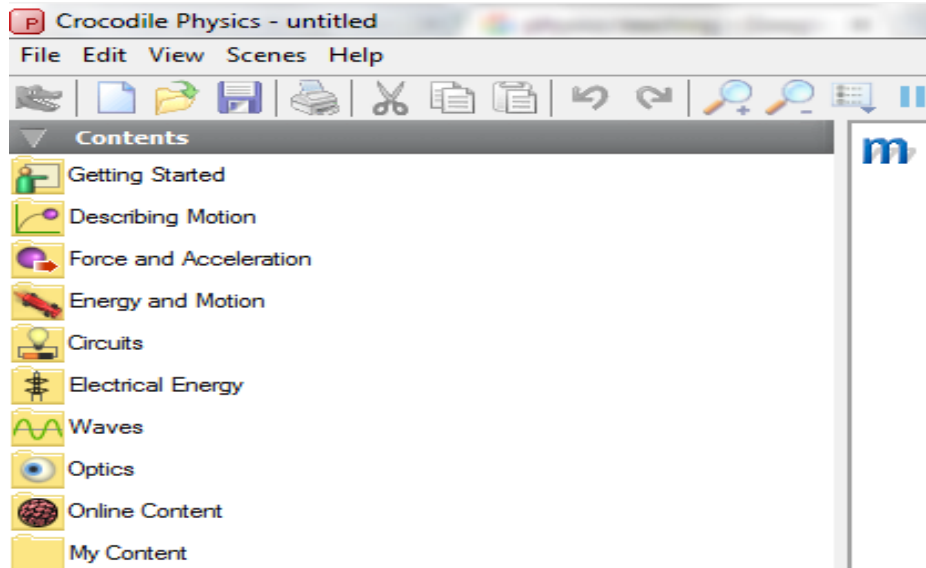 Crocodile Physics - untitled
File Edit View Scenes Help
Contents
m
Getting Started
Describing Motion
Force and Acceleration
Energy and Motion
Circuits
Electrical Energy
Waves
Optics
Online Content
My Content